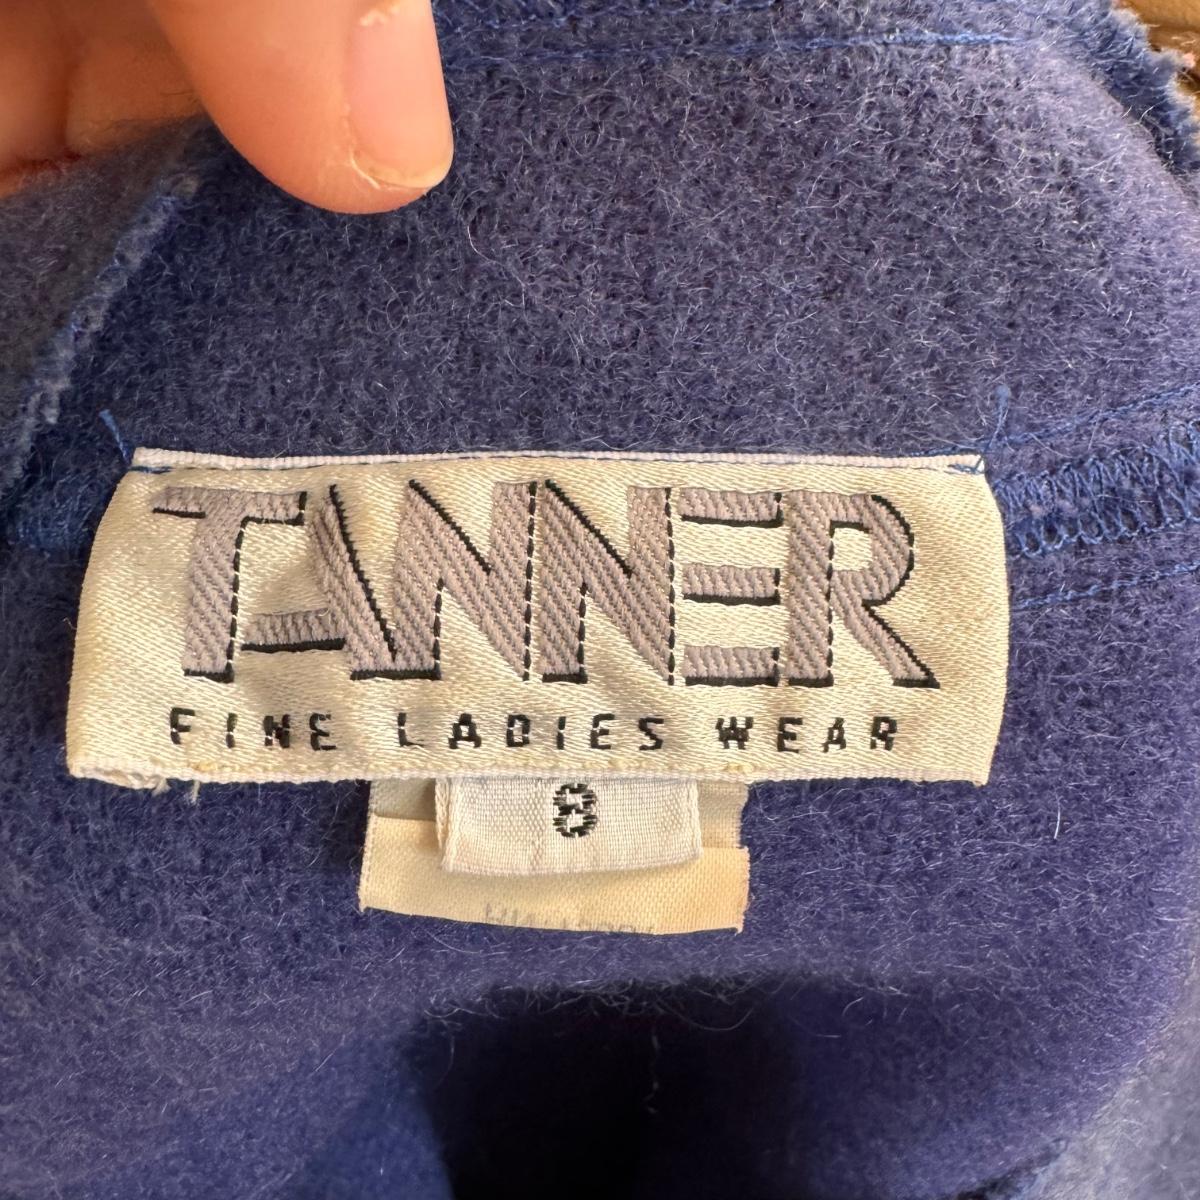 TANNER
FINE LADIES WEAR
8